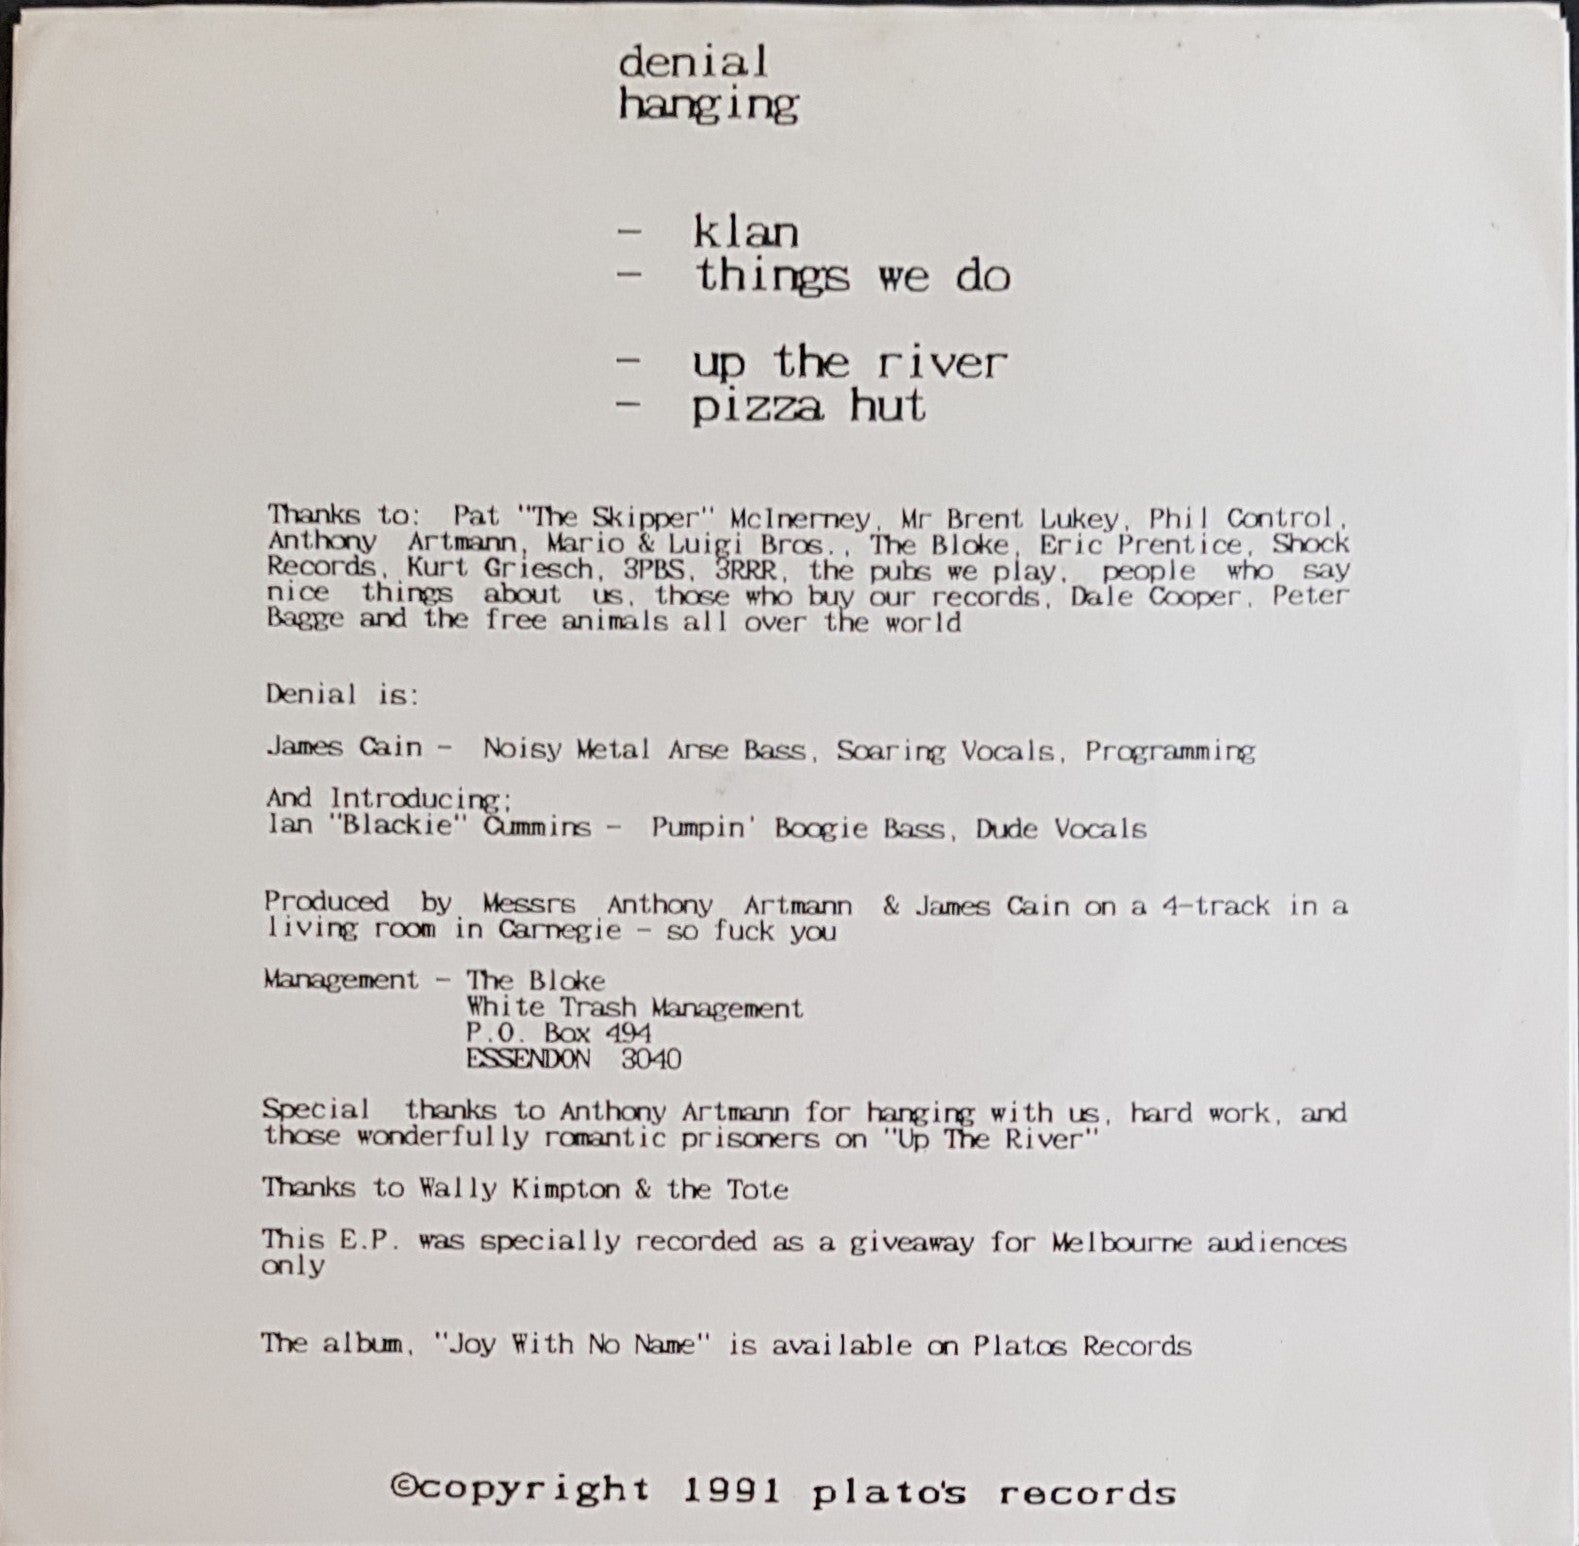 denial
hanging
- klan
- things we do
- up the river
- pizza hut
Thanks to: Pat "The Skipper" McInerney, Mr Brent Lukey, Phil Control,
Anthony Artmann, Mario & Luigi Bros., The Bloke, Eric Prentice, Shock
Records, Kurt Griesch, 3PBS, 3RRR, the pubs we play, people who say
nice things about us, those who buy our records, Dale Cooper, Peter
Bagge and the free animals all over the world
Denial is:
James Cain - Noisy Metal Arse Bass, Soaring Vocals, Programming
And Introducing;
Ian "Blackie" Cummins - Pumpin' Boogie Bass, Dude Vocals
Produced by Messrs Anthony Artmann & James Cain on a 4-track in a
living room in Carnegie - so fuck you
Management - The Bloke
White Trash Management
P.O. Box 494
ESSENDON 3040
Special thanks to Anthony Artmann for hanging with us, hard work, and
those wonderfully romantic prisoners on "Up The River"
Thanks to Wally Kimpton & the Tote
This E.P. was specially recorded as a giveaway for Melbourne audiences
only
The album, "Joy With No Name" is available on Platos Records
©copyright 1991 plato's records